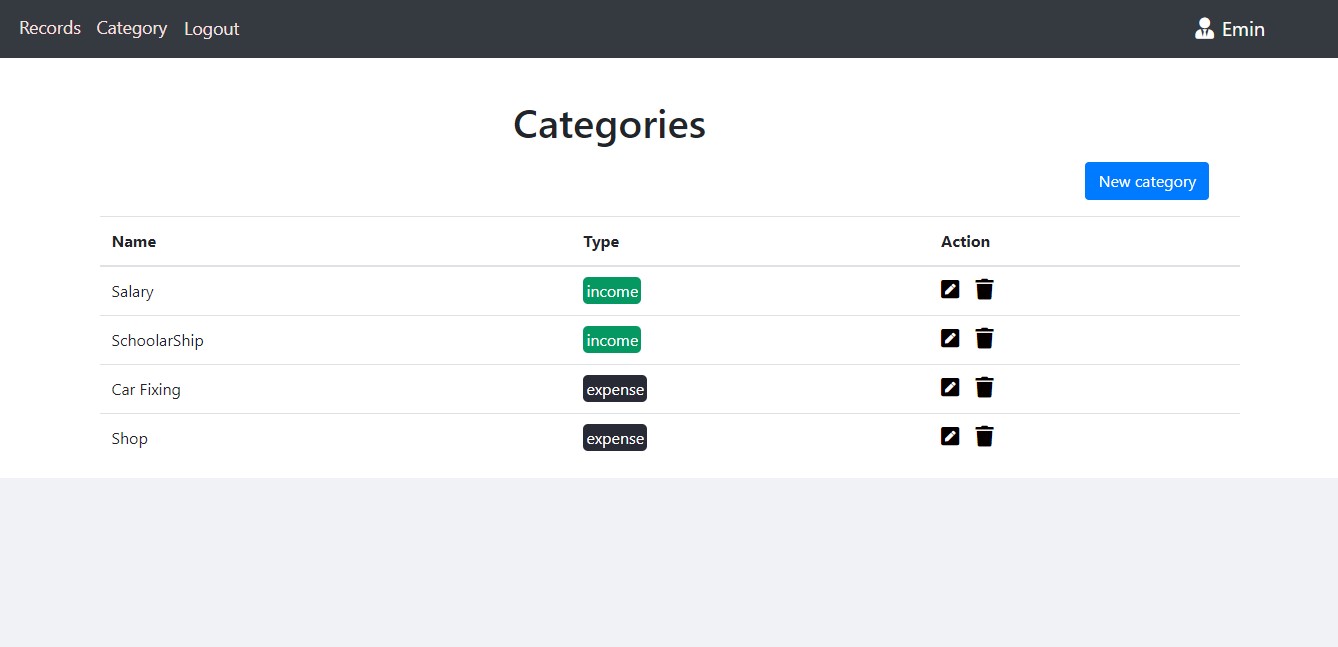 Records Category Logout Emin
Categories
New category
Name Type Action
Salary income
SchoolarShip income
Car Fixing expense
Shop expense